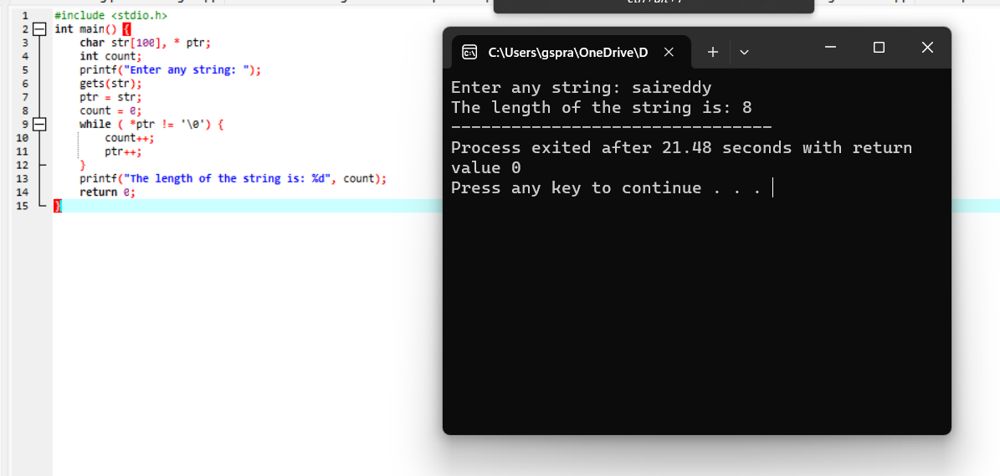 1 #include <stdio.h>
2 int main() {
3 char str[100], * ptr;
4 int count;
5 printf("Enter any string: ");
6 gets(str);
7 ptr = str;
8 count = 0;
9 while ( *ptr != '\0') {
10 count++;
11 ptr++;
12 }
13 printf("The length of the string is: %d", count);
14 return 0;
15 }
C:\Users\gspra\OneDrive\D
Enter any string: saireddy
The length of the string is: 8
--------------------------------
Process exited after 21.48 seconds with return
value 0
Press any key to continue . . .